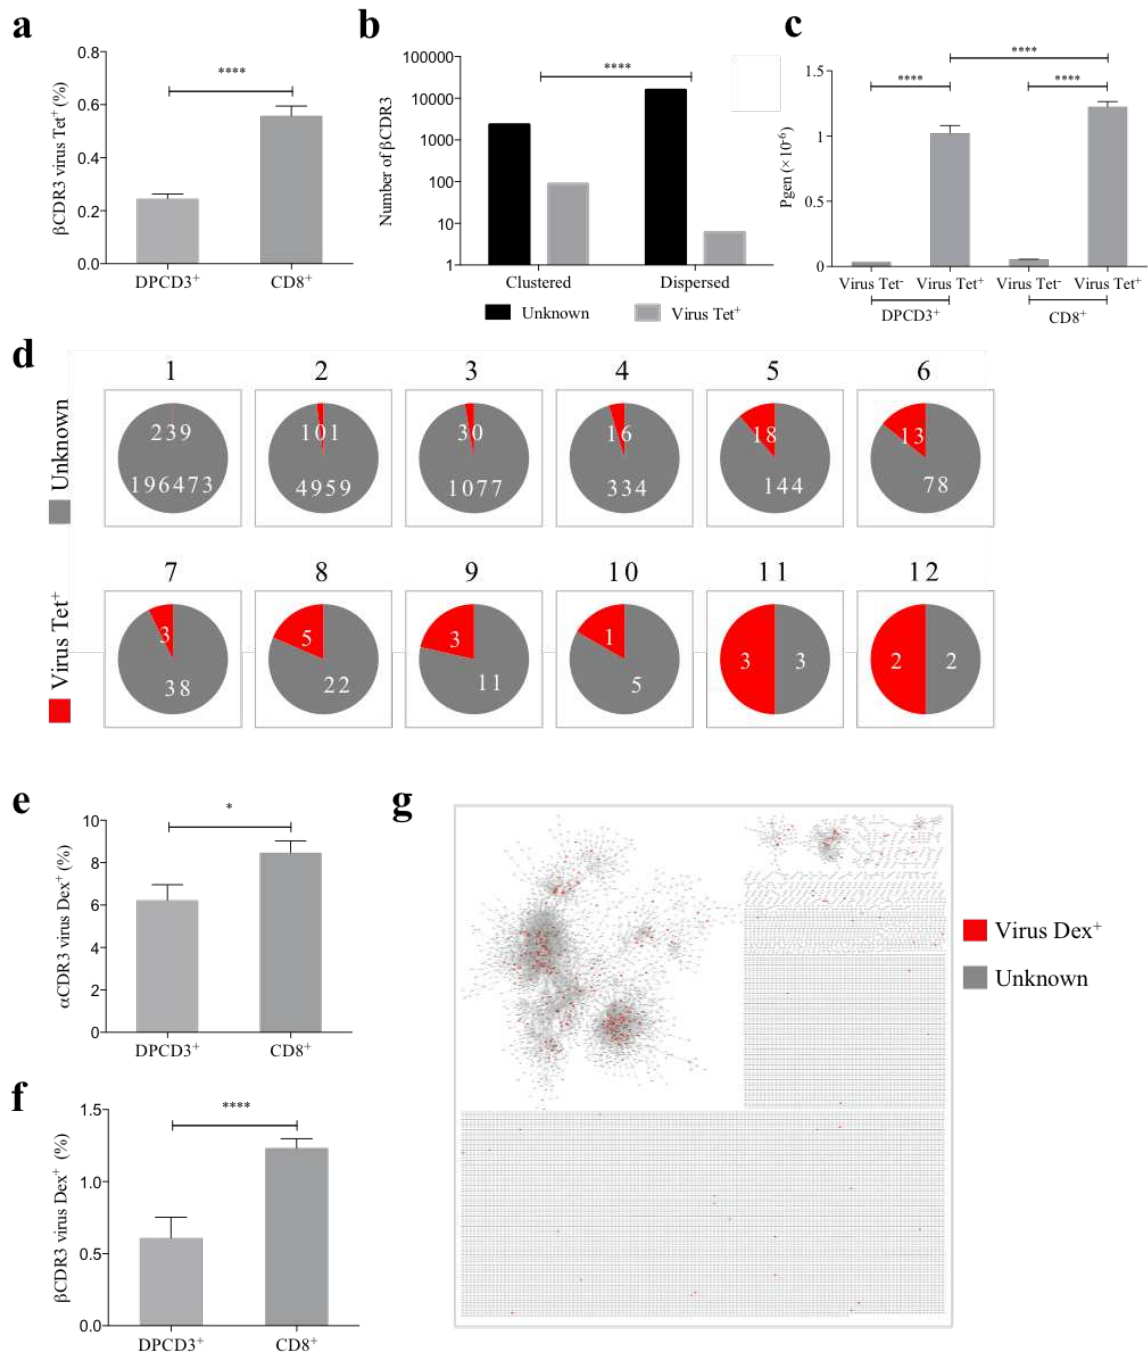 a
βCDR3 virus Tet⁺ (%)
0.8
0.6
0.4
0.2
0.0
****
DPCD3⁺ CD8⁺
b
Number of βCDR3
100000
10000
1000
100
10
1
****
Clustered Dispersed
Unknown Virus Tet⁺
c
Pgen (×10⁻⁶)
1.5
1
0.5
0
****
**** ****
Virus Tet⁻ Virus Tet⁺ Virus Tet⁻ Virus Tet⁺
DPCD3⁺ CD8⁺
d
Unknown
Virus Tet⁺
1 2 3 4 5 6
239 101 30 16 18 13
196473 4959 1077 334 144 78
7 8 9 10 11 12
3 5 3 1 3 3 2 2
38 22 11 5
e
αCDR3 virus Dex⁺ (%)
10
8
6
4
2
0
*
DPCD3⁺ CD8⁺
f
βCDR3 virus Dex⁺ (%)
1.5
1.0
0.5
0.0
****
DPCD3⁺ CD8⁺
g
Virus Dex⁺
Unknown